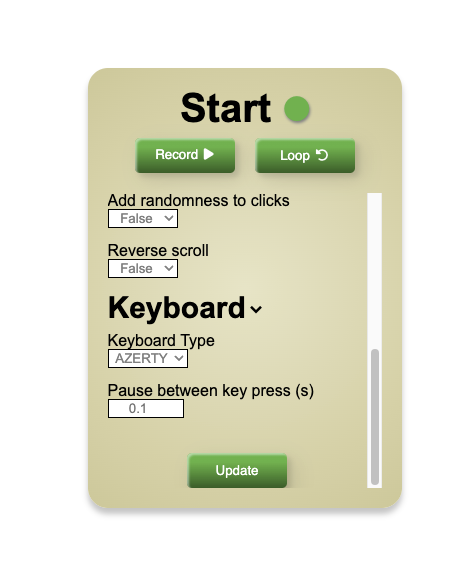 Start
Record
Loop
Add randomness to clicks
False
Reverse scroll
False
Keyboard
Keyboard Type
AZERTY
Pause between key press (s)
0.1
Update